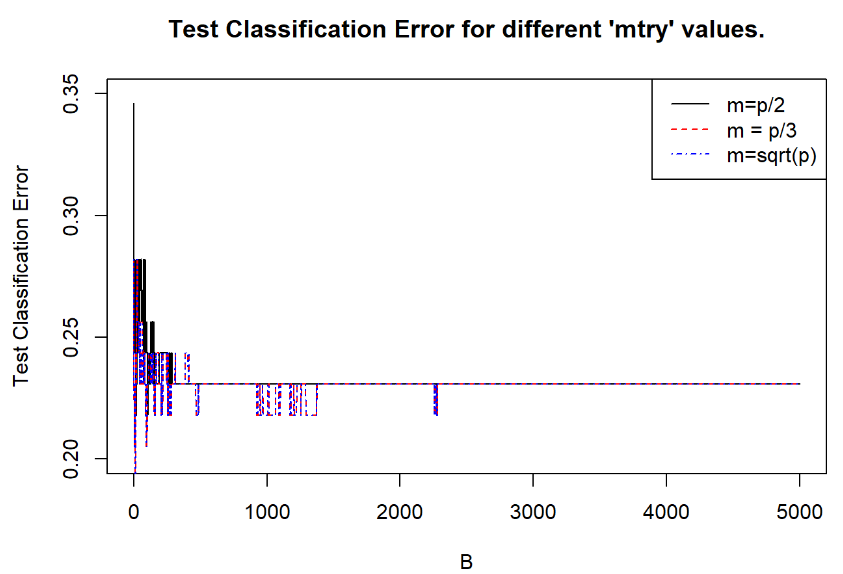 Test Classification Error for different 'mtry' values.
Test Classification Error
0.35
0.30
0.25
0.20
m=p/2
m = p/3
m=sqrt(p)
0
1000
2000
3000
4000
5000
B